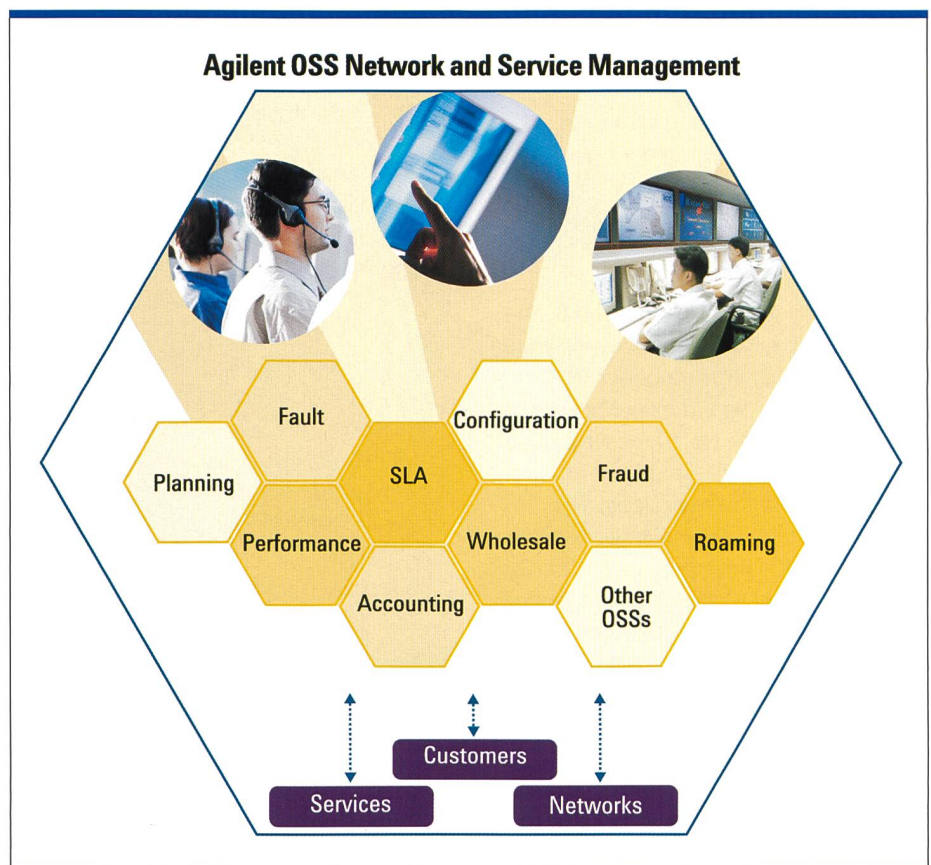 Agilent OSS Network and Service Management
Fault
Configuration
Planning
SLA
Fraud
Performance
Wholesale
Roaming
Accounting
Other
OSSs
Customers
Services
Networks